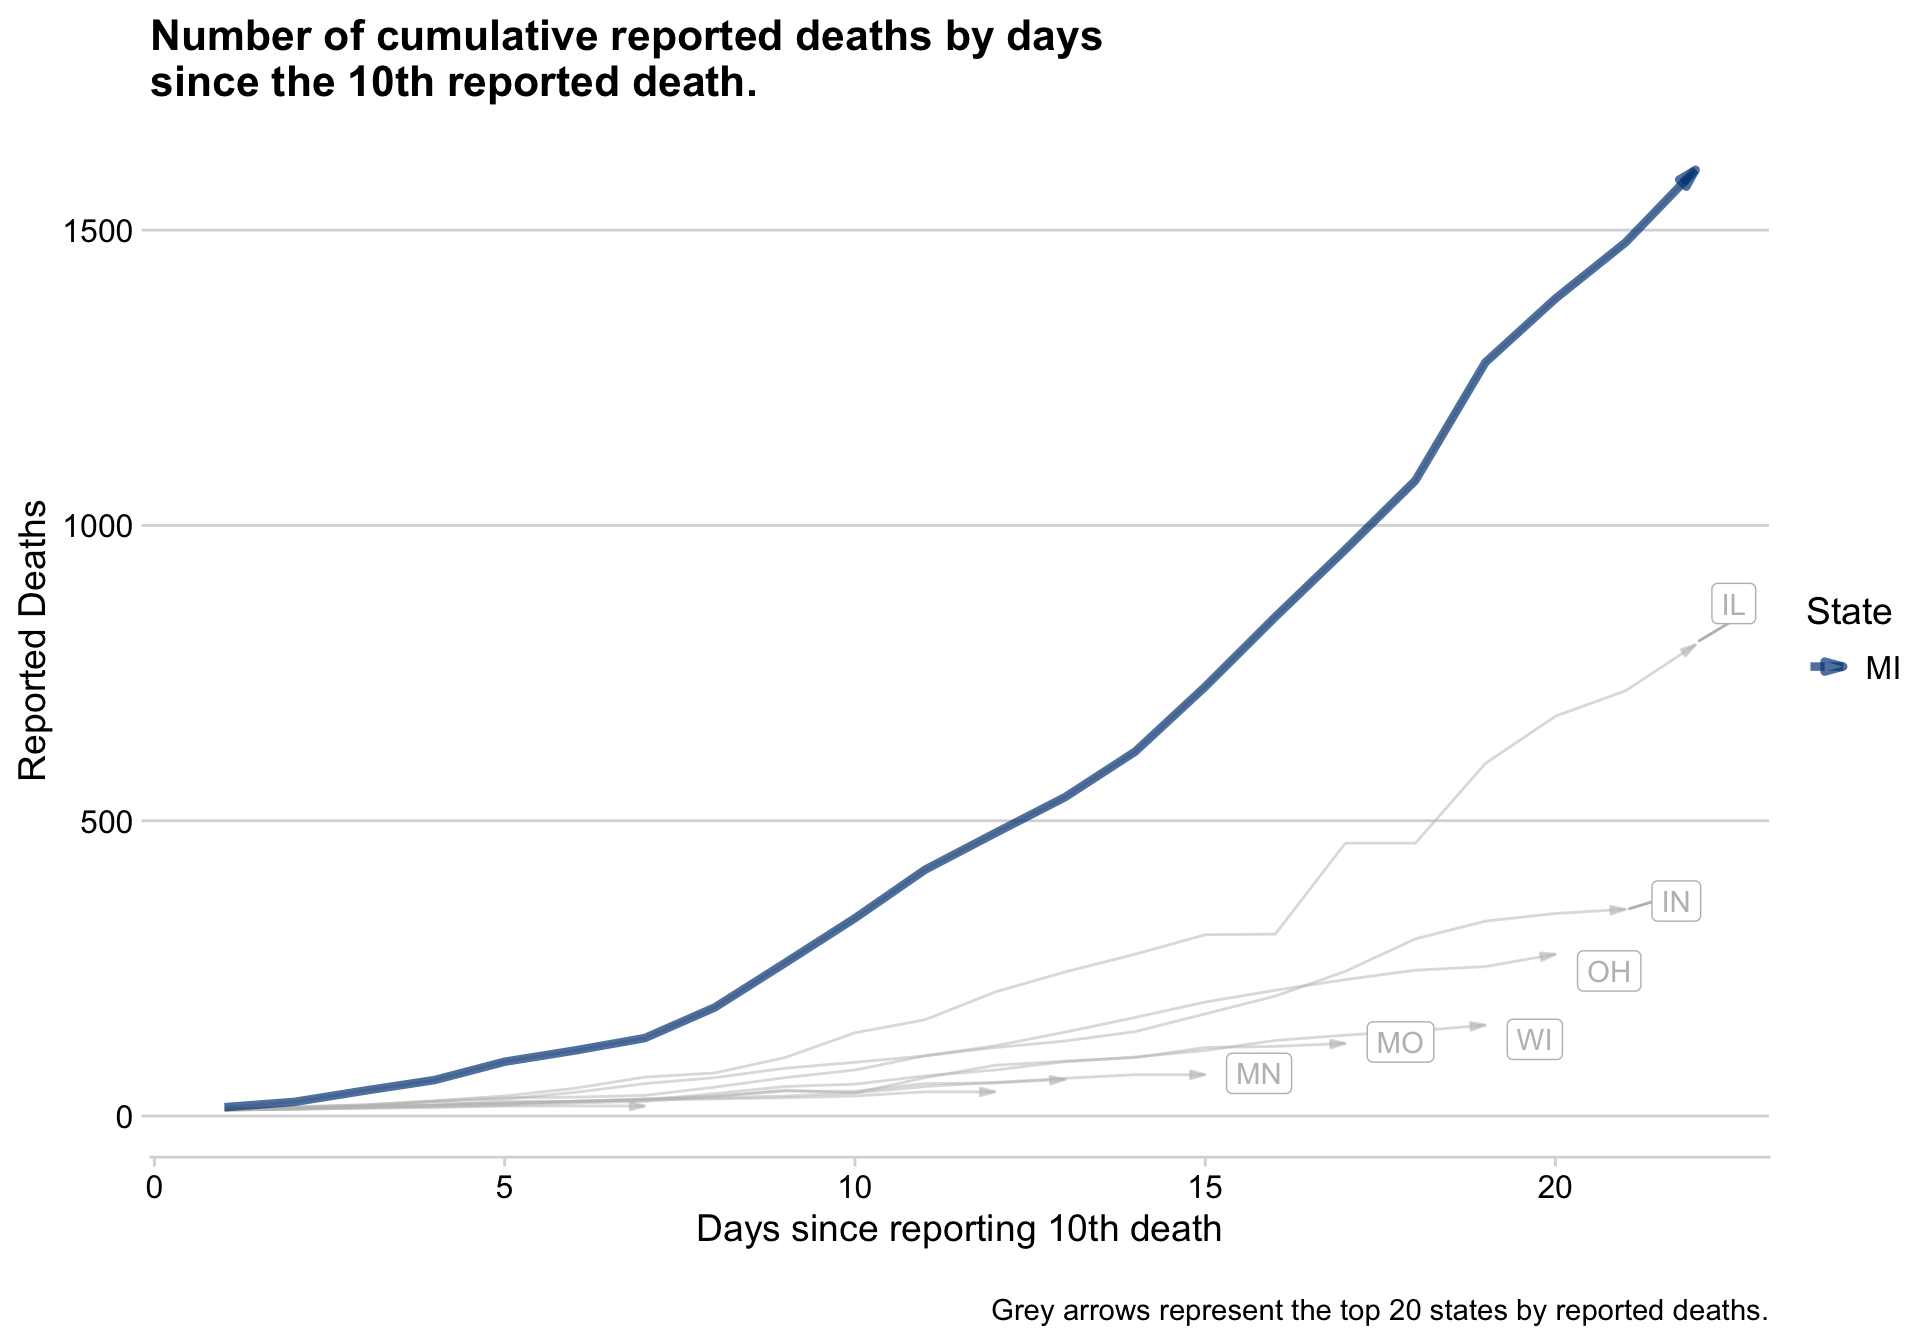 Number of cumulative reported deaths by days
since the 10th reported death.
1500
1000
500
0
Reported Deaths
IL
IN
OH
WI
MO
MN
State
MI
0 5 10 15 20
Days since reporting 10th death
Grey arrows represent the top 20 states by reported deaths.